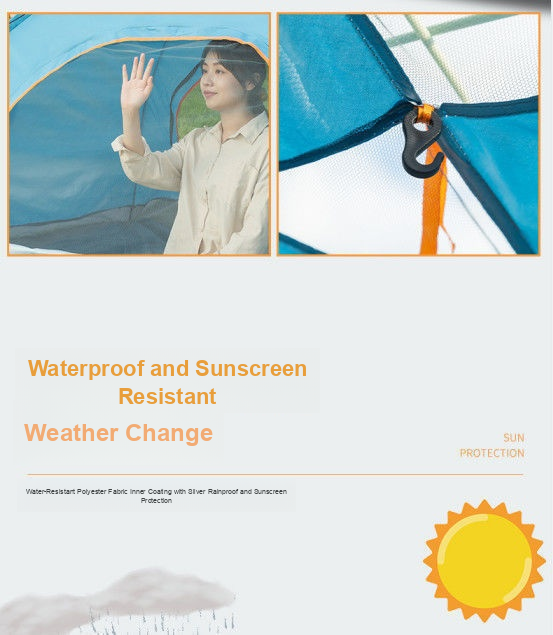 Waterproof and Sunscreen
Resistant
Weather Change
SUN
PROTECTION
Water-Resistant Polyester Fabric Inner Coating with Silver Rainproof and Sunscreen
Protection